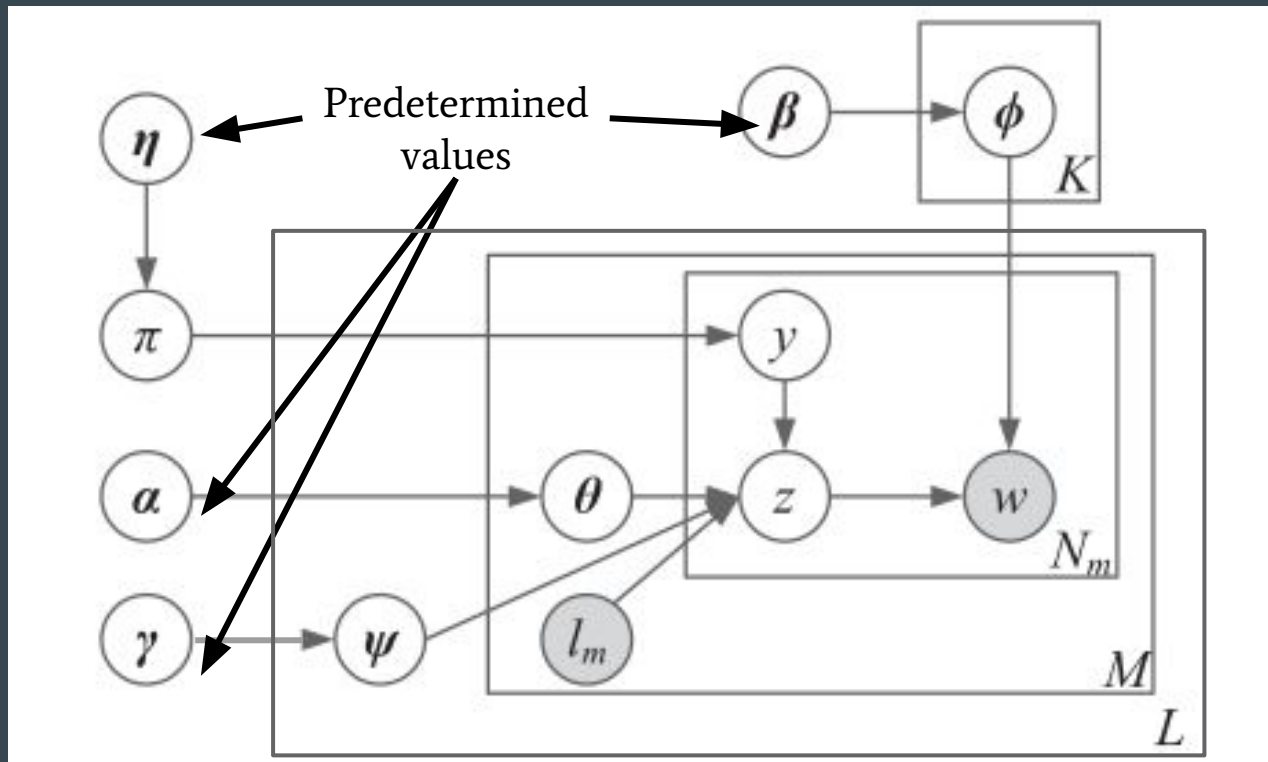 Predetermined
values
η
β
ϕ
K
π
y
α
θ
z
w
N_m
γ
ψ
l_m
M
L